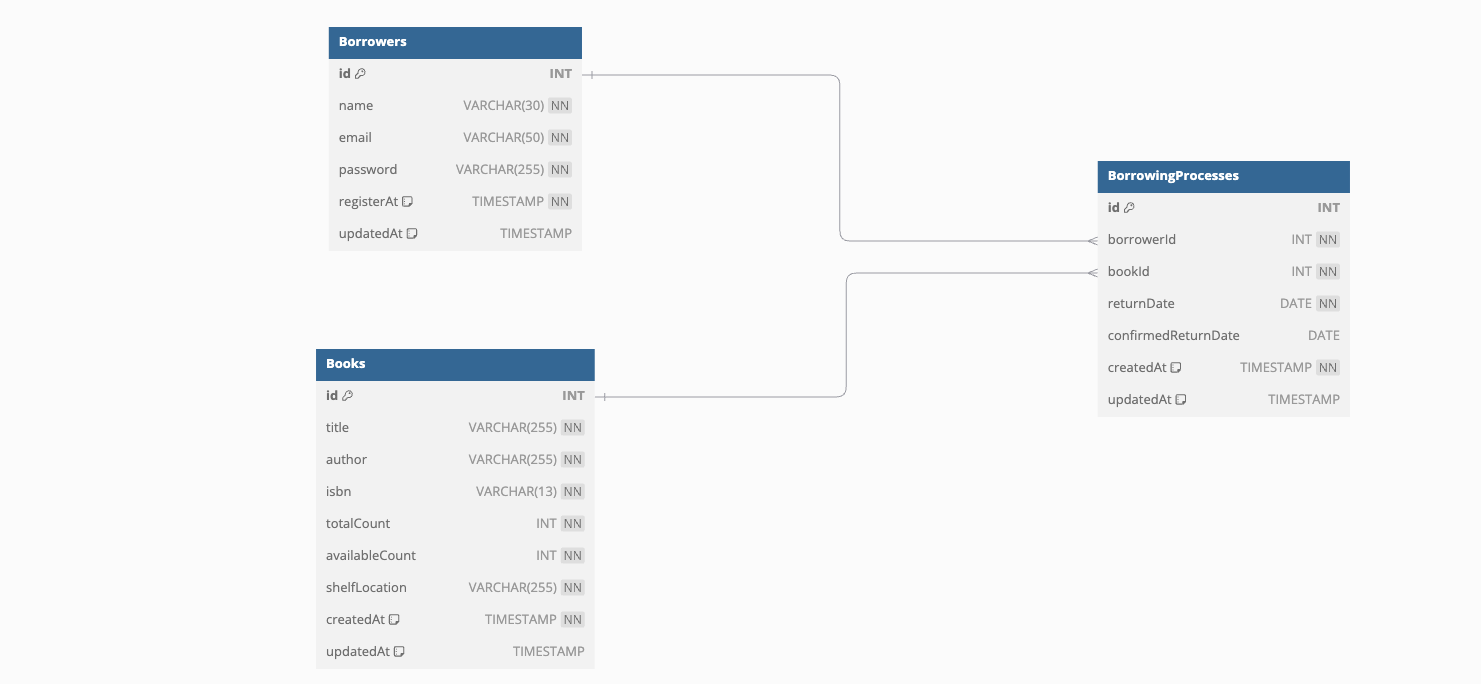 Borrowers
id INT
name VARCHAR(30) NN
email VARCHAR(50) NN
password VARCHAR(255) NN
registerAt TIMESTAMP NN
updatedAt TIMESTAMP
BorrowingProcesses
id INT
borrowerId INT NN
bookId INT NN
returnDate DATE NN
confirmedReturnDate DATE
createdAt TIMESTAMP NN
updatedAt TIMESTAMP
Books
id INT
title VARCHAR(255) NN
author VARCHAR(255) NN
isbn VARCHAR(13) NN
totalCount INT NN
availableCount INT NN
shelfLocation VARCHAR(255) NN
createdAt TIMESTAMP NN
updatedAt TIMESTAMP